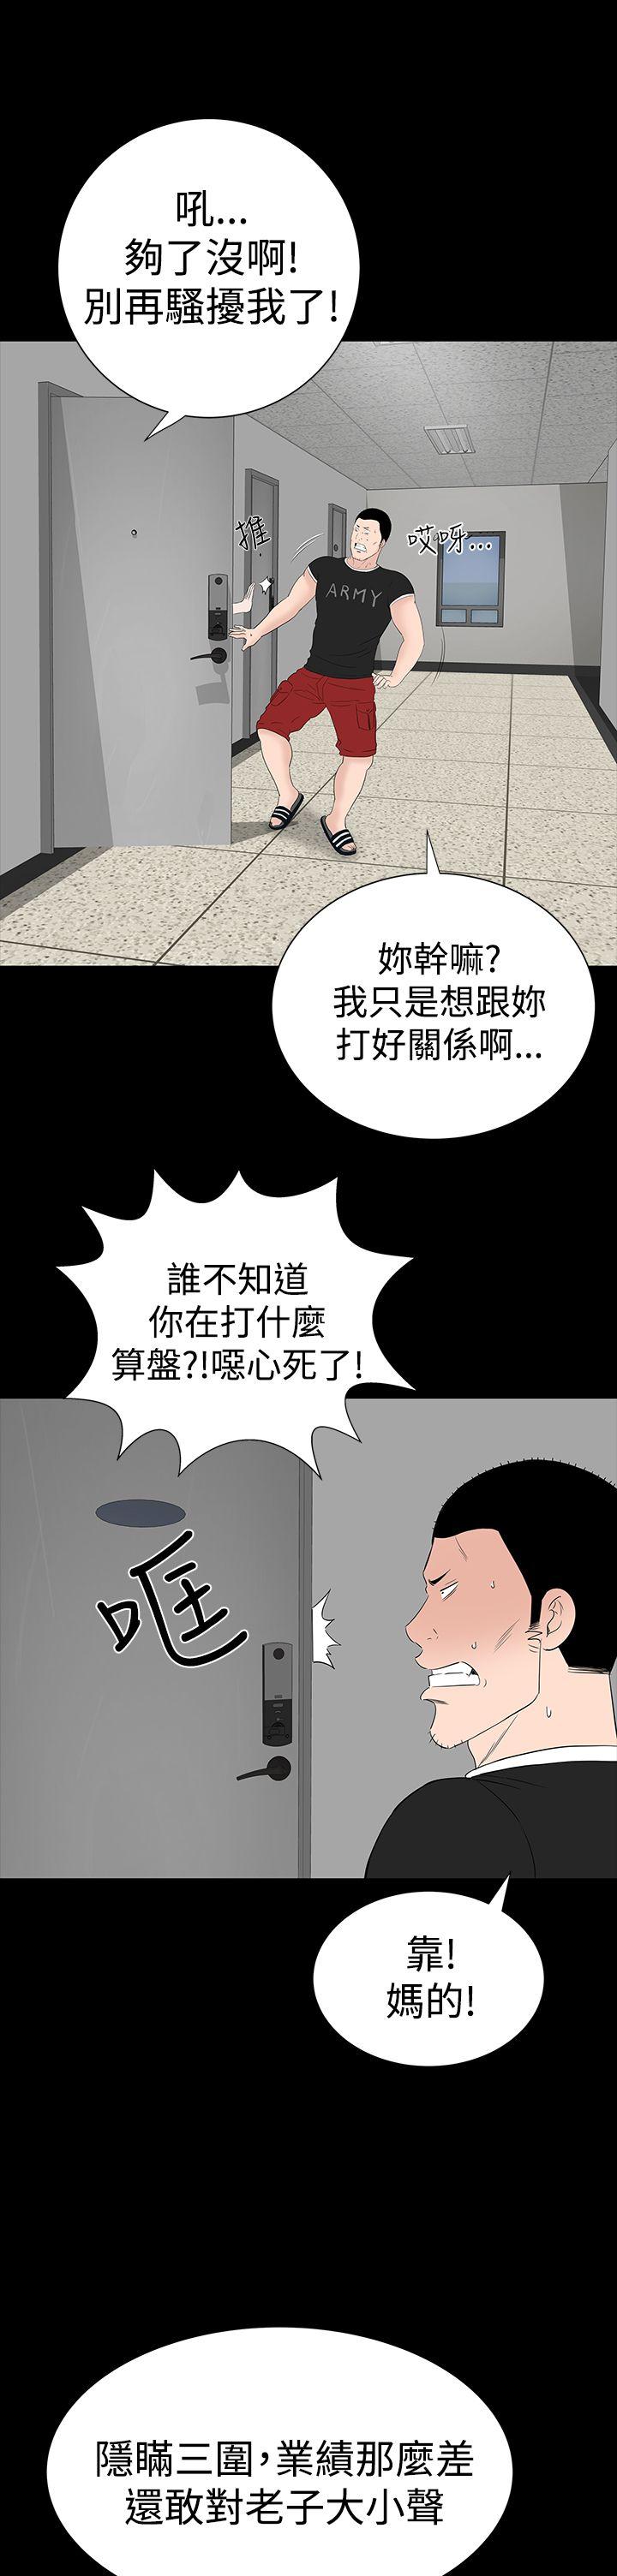 吼...
夠了沒啊!
別再騷擾我了!
推
ARMY
哎呀...
妳幹嘛?
我只是想跟妳
打好關係啊...
誰不知道
你在打什麼
算盤?!噁心死了!
哐
靠!
媽的!
隱瞞三圍,業績那麼差
還敢對老子大小聲